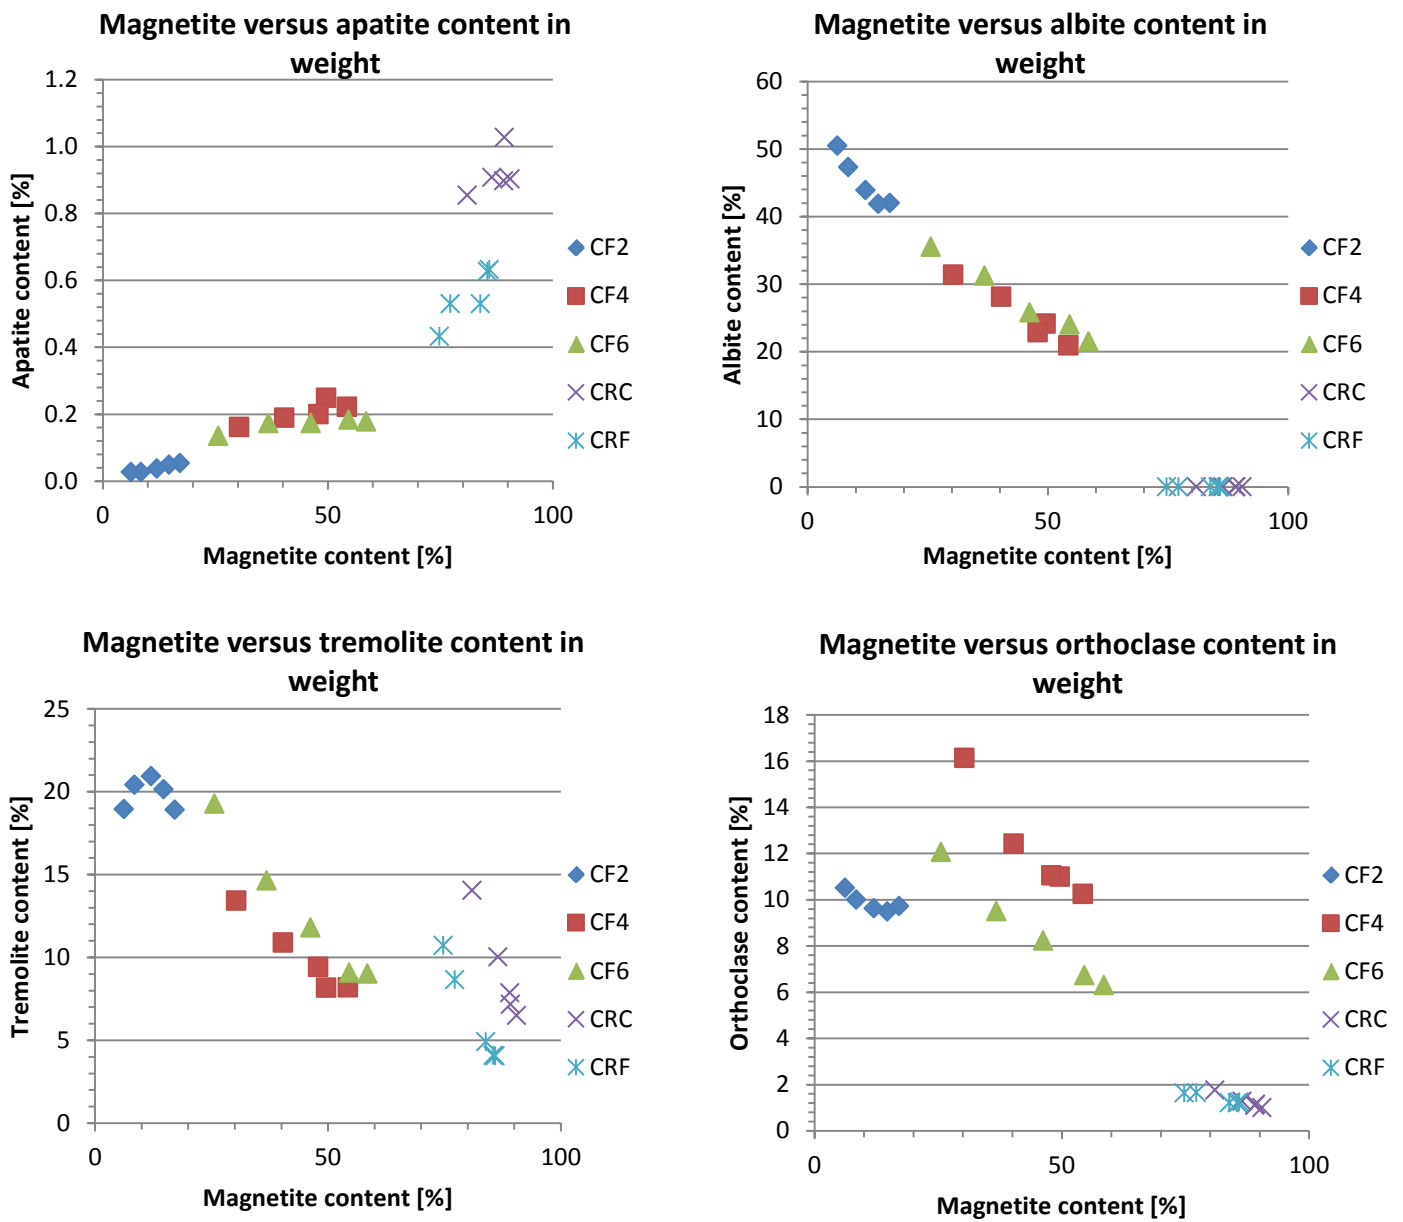 Magnetite versus apatite content in
weight
1.2
1.0
0.8
0.6
0.4
0.2
0.0
Apatite content [%]
0
50
100
Magnetite content [%]
CF2
CF4
CF6
CRC
CRF
Magnetite versus albite content in
weight
60
50
40
30
20
10
0
Albite content [%]
0
50
100
Magnetite content [%]
CF2
CF4
CF6
CRC
CRF
Magnetite versus tremolite content in
weight
25
20
15
10
5
0
Tremolite content [%]
0
50
100
Magnetite content [%]
CF2
CF4
CF6
CRC
CRF
Magnetite versus orthoclase content in
weight
18
16
14
12
10
8
6
4
2
0
Orthoclase content [%]
0
50
100
Magnetite content [%]
CF2
CF4
CF6
CRC
CRF